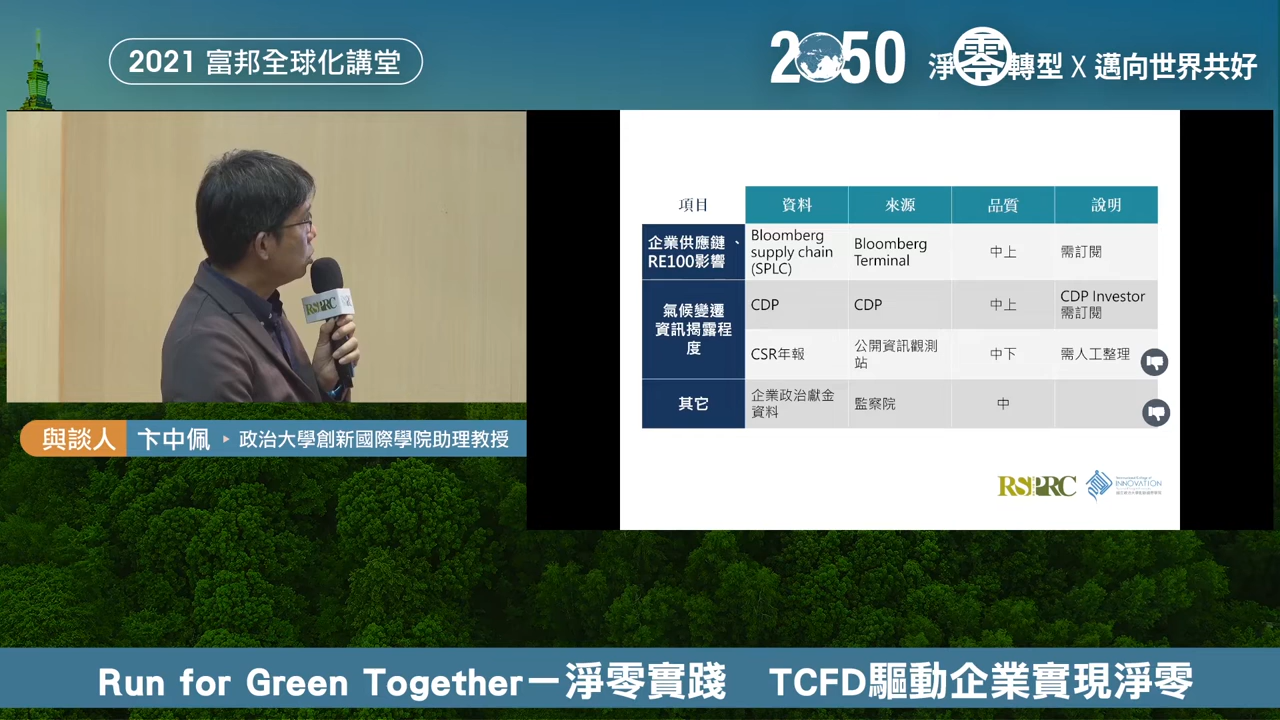 2021 富邦全球化講堂
2050 淨零轉型 X 邁向世界共好
項目 資料 來源 品質 說明
企業供應鏈、
RE100影響
Bloomberg
supply chain
(SPLC)
Bloomberg
Terminal
中上
需訂閱
氣候變遷
資訊揭露程
度
CDP
CDP
中上
CDP Investor
需訂閱
CSR年報
公開資訊觀測
站
中下
需人工整理
其它
企業政治獻金
資料
監察院
中
RSPRC
RSPRC
INNOVATION
與談人 卞中佩 ▸ 政治大學創新國際學院助理教授
Run for Green Together－淨零實踐 TCFD驅動企業實現淨零